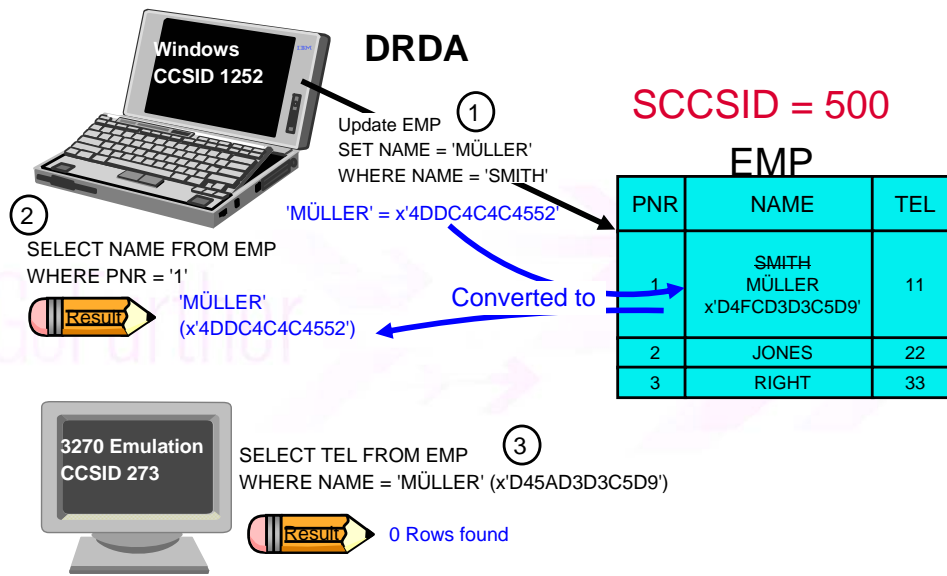 Windows
CCSID 1252
IBM
DRDA
SCCSID = 500
1
Update EMP
SET NAME = 'MÜLLER'
WHERE NAME = 'SMITH'
'MÜLLER' = x'4DDC4C4C4552'
EMP
PNR NAME TEL
1 SMITH 11
MÜLLER
x'D4FCD3D3C5D9'
2 JONES 22
3 RIGHT 33
Converted to
2
SELECT NAME FROM EMP
WHERE PNR = '1'
Result
'MÜLLER'
(x'4DDC4C4C4552')
3270 Emulation
CCSID 273
3
SELECT TEL FROM EMP
WHERE NAME = 'MÜLLER' (x'D45AD3D3C5D9')
Result
0 Rows found